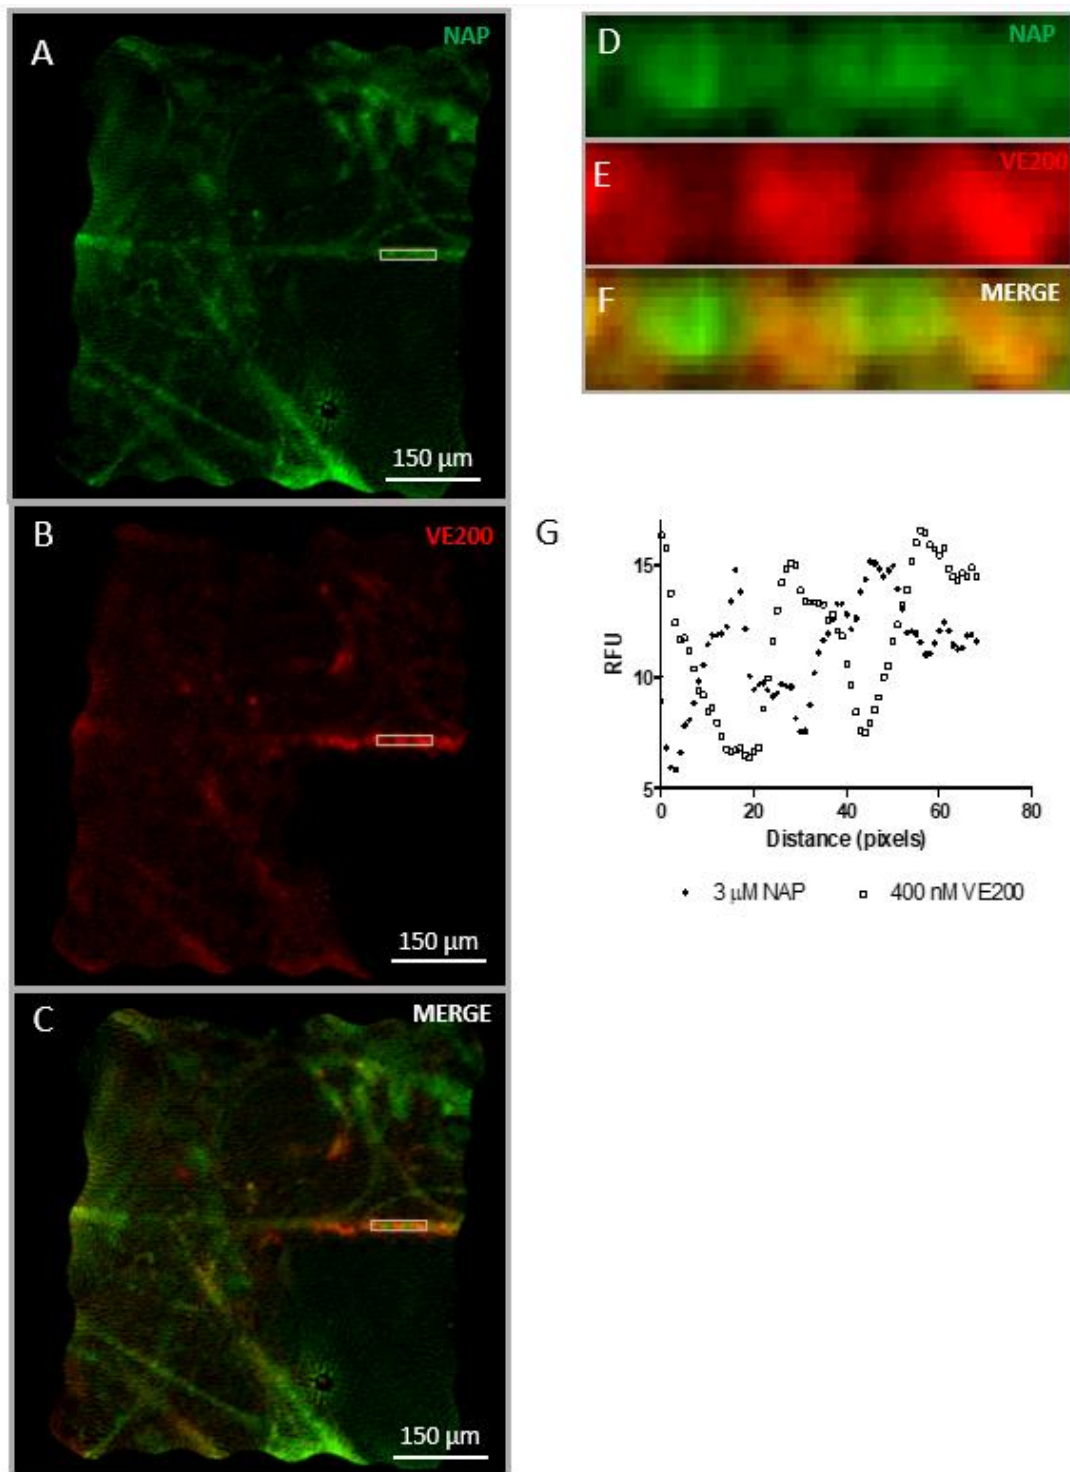 A
NAP
150 µm
B
VE200
150 µm
C
MERGE
150 µm
D
NAP
E
VE200
F
MERGE
G
15
10
5
RFU
0 20 40 60 80
Distance (pixels)
3 µM NAP 400 nM VE200